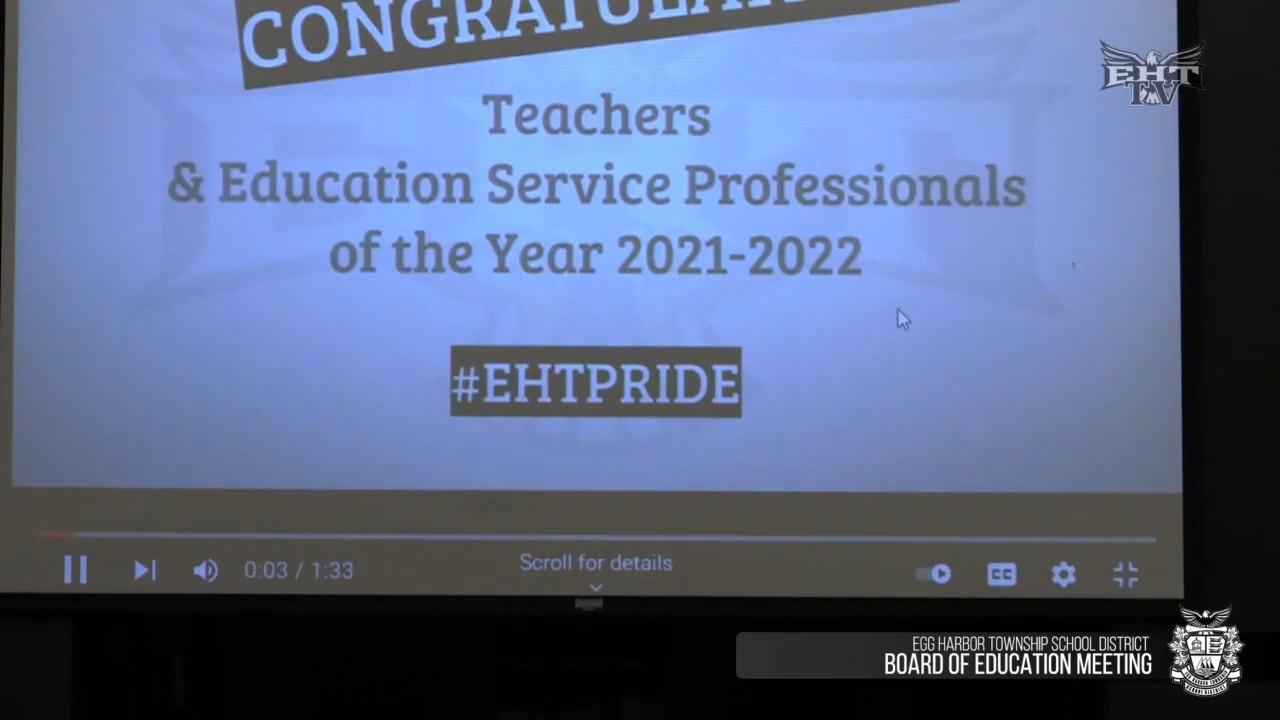 EHT
TV
Teachers
& Education Service Professionals
of the Year 2021-2022
#EHTPRIDE
0:03 / 1:33
Scroll for details
CC
EGG HARBOR TOWNSHIP SCHOOL DISTRICT
BOARD OF EDUCATION MEETING